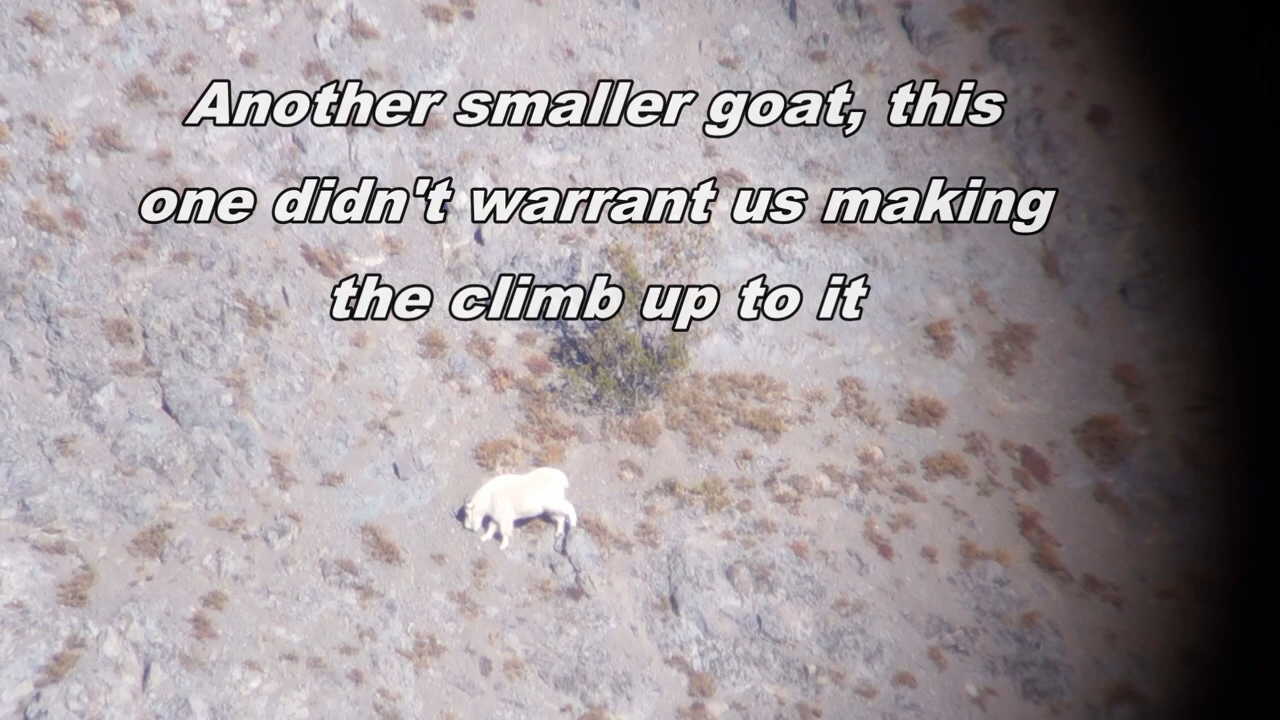 Another smaller goat, this
one didn't warrant us making
the climb up to it